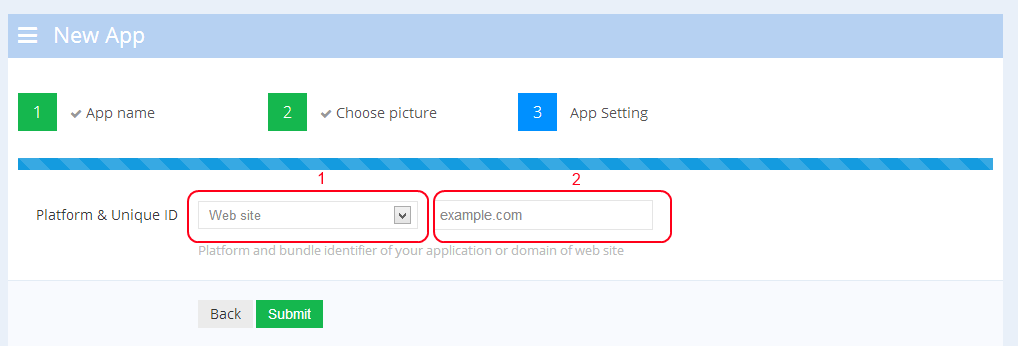 New App
1 App name 2 Choose picture 3 App Setting
1 2
Platform & Unique ID Web site example.com
Platform and bundle identifier of your application or domain of web site
Back Submit